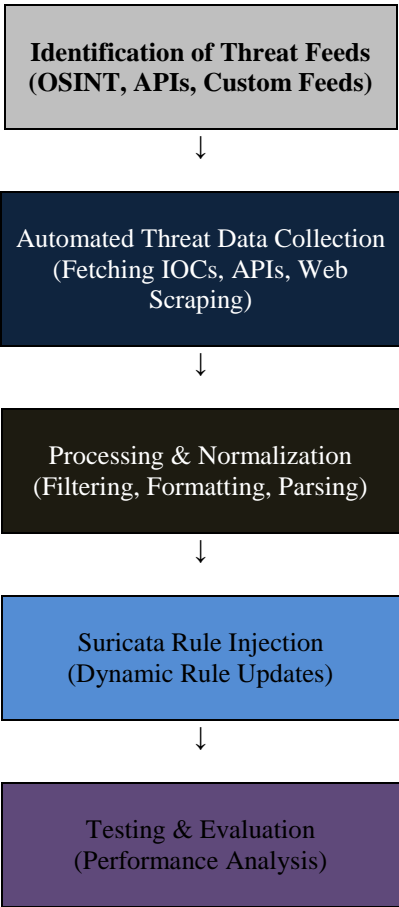 Identification of Threat Feeds
(OSINT, APIs, Custom Feeds)
↓
Automated Threat Data Collection
(Fetching IOCs, APIs, Web
Scraping)
↓
Processing & Normalization
(Filtering, Formatting, Parsing)
↓
Suricata Rule Injection
(Dynamic Rule Updates)
↓
Testing & Evaluation
(Performance Analysis)